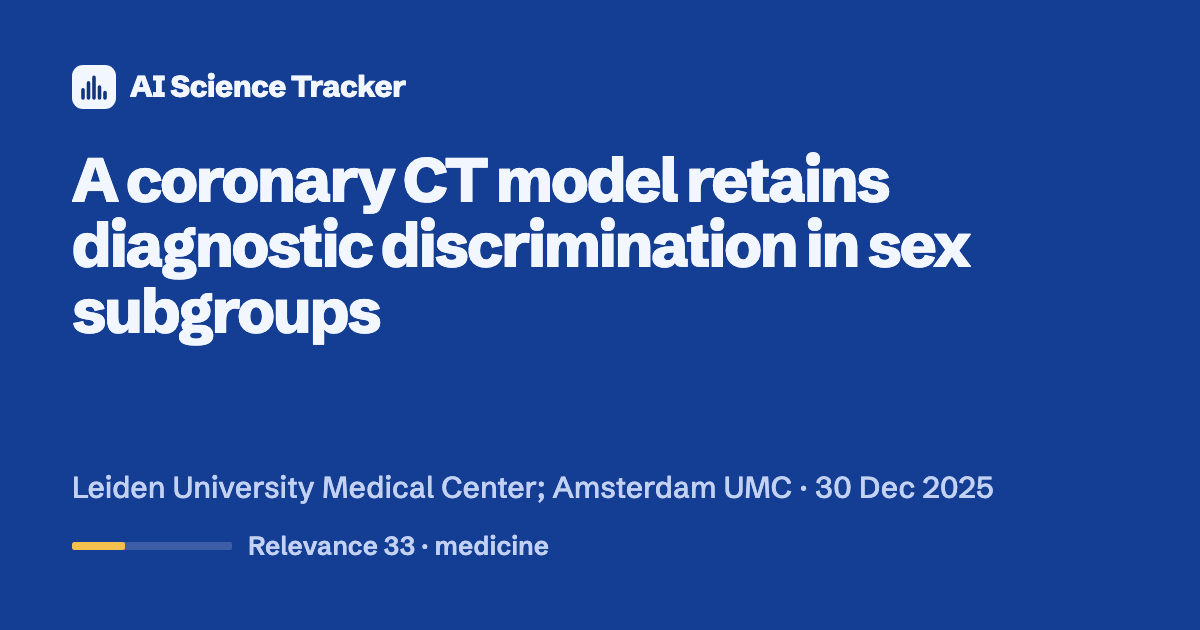 AI Science Tracker
A coronary CT model retains
diagnostic discrimination in sex
subgroups
Leiden University Medical Center; Amsterdam UMC · 30 Dec 2025
Relevance 33 · medicine